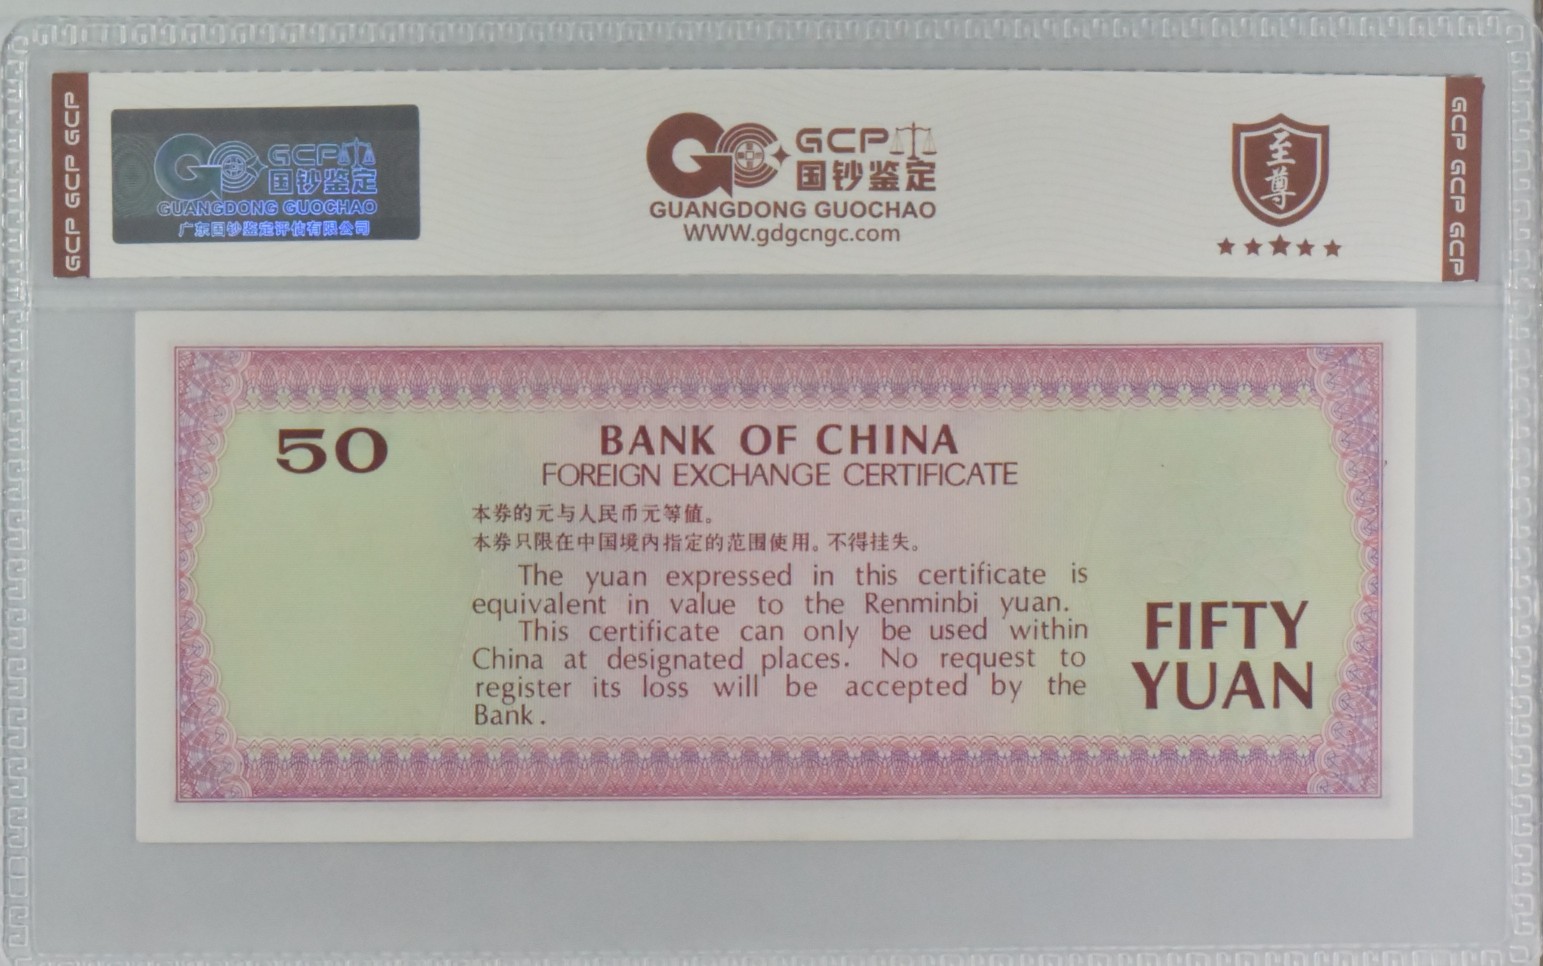 GCP GCP GCP
GCP国钞鉴定
GUANGDONG GUOCHAO
广东国钞鉴定评估有限公司
GCP
国钞鉴定
GUANGDONG GUOCHAO
WWW.gdgcngc.com
至尊
GCP GCP GCP
50
BANK OF CHINA
FOREIGN EXCHANGE CERTIFICATE
本券的元与人民币元等值。
本券只限在中国境内指定的范围使用。不得挂失。
The yuan expressed in this certificate is
equivalent in value to the Renminbi yuan.
This certificate can only be used within
China at designated places. No request to
register its loss will be accepted by the
Bank.
FIFTY
YUAN